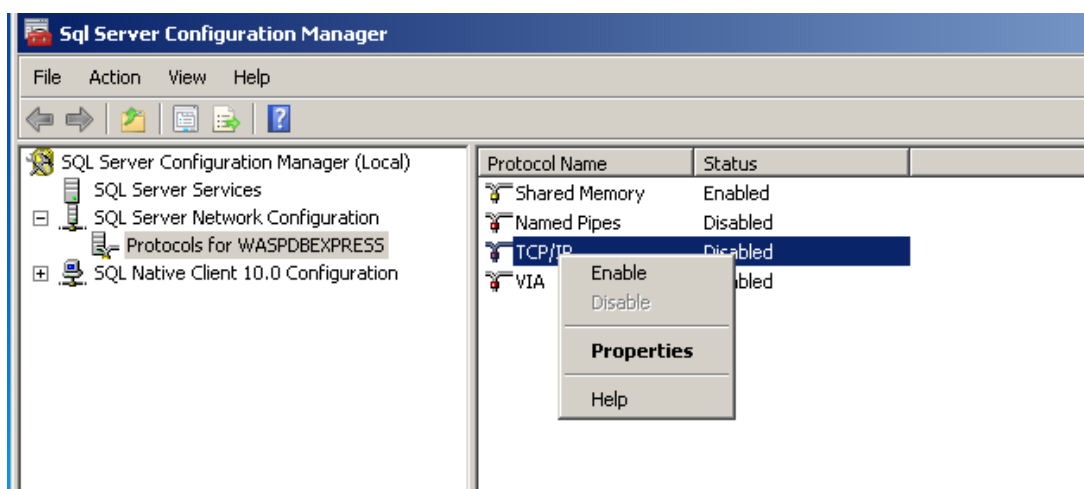 Sql Server Configuration Manager
File Action View Help
SQL Server Configuration Manager (Local)
SQL Server Services
SQL Server Network Configuration
Protocols for WASPDBEXPRESS
SQL Native Client 10.0 Configuration
Protocol Name Status
Shared Memory Enabled
Named Pipes Disabled
TCP/IP Disabled
VIA
Enable
Disable
Properties
Help